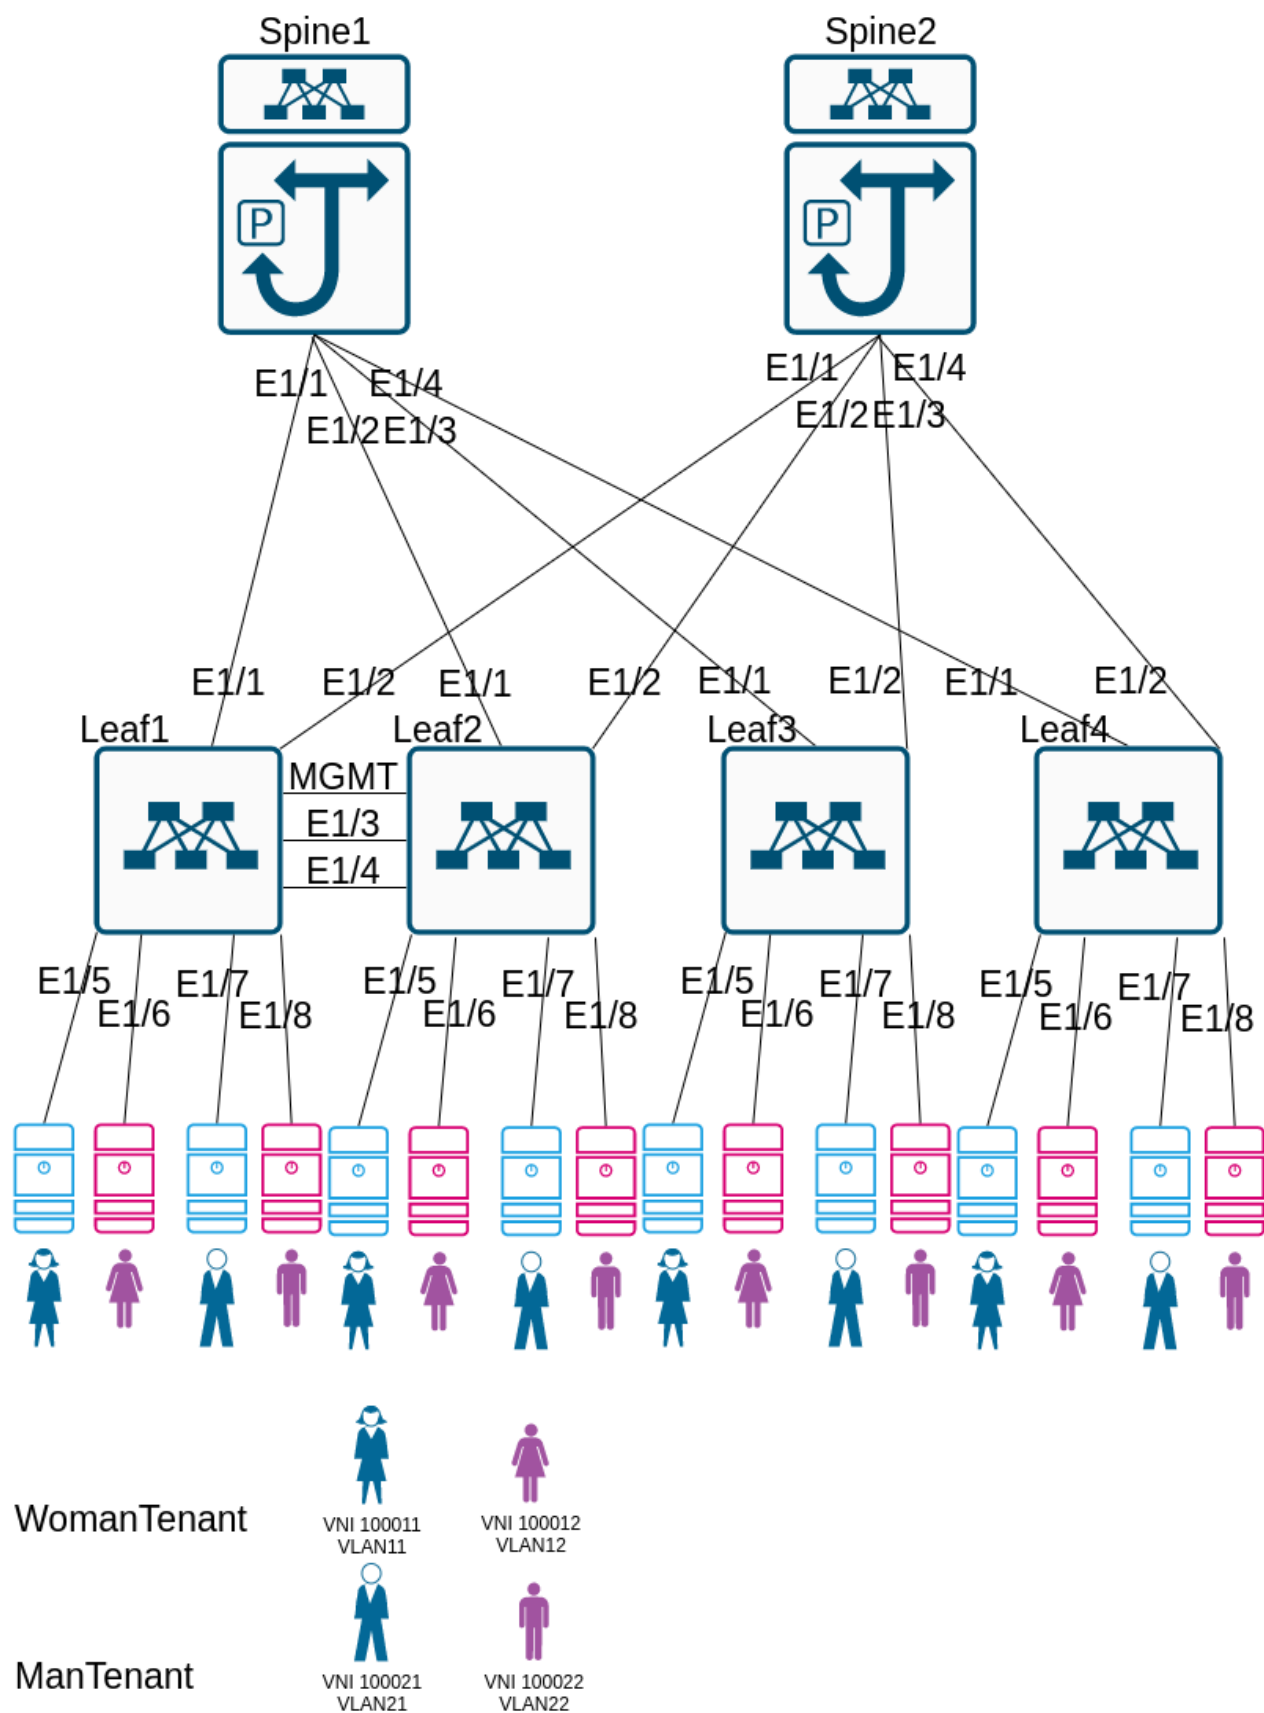 Spine1
Spine2
P
P
E1/1
E1/4
E1/2
E1/3
E1/1
E1/4
E1/2
E1/3
E1/1
E1/2
E1/1
E1/2
E1/1
E1/2
E1/1
E1/2
Leaf1
Leaf2
Leaf3
Leaf4
MGMT
E1/3
E1/4
E1/5
E1/6
E1/7
E1/8
E1/5
E1/6
E1/7
E1/8
E1/5
E1/6
E1/7
E1/8
E1/5
E1/6
E1/7
E1/8
WomanTenant
VNI 100011
VLAN11
VNI 100012
VLAN12
ManTenant
VNI 100021
VLAN21
VNI 100022
VLAN22